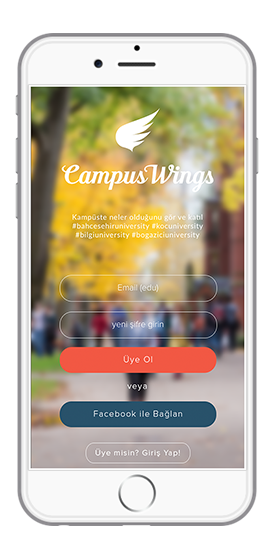 CampusWings
Kampüste neler olduğunu gör ve katıl
#bahcesehiruniversity #kocuniversity
#bilgiuniversity #bogaziciuniversity
Email (edu)
yeni şifre girin
Üye Ol
veya
Facebook ile Bağlan
Üye misin? Giriş Yap!